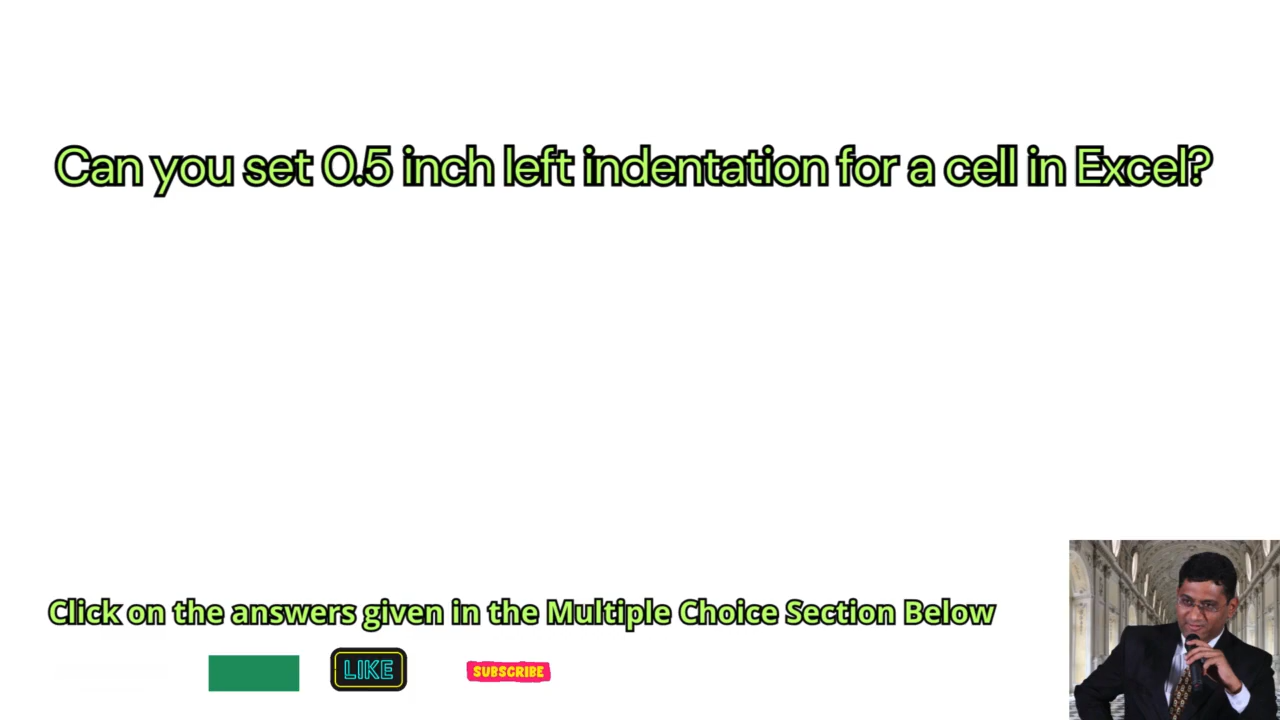 Can you set 0.5 inch left indentation for a cell in Excel?
Click on the answers given in the Multiple Choice Section Below
LIKE
SUBSCRIBE